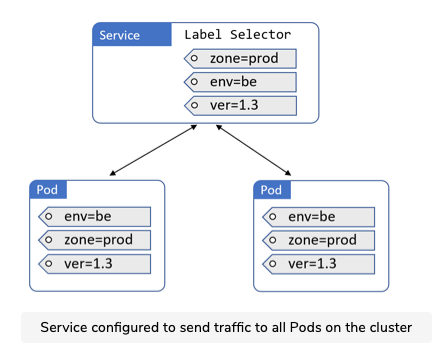 Service
Label Selector
zone=prod
env=be
ver=1.3
Pod
env=be
zone=prod
ver=1.3
Pod
env=be
zone=prod
ver=1.3
Service configured to send traffic to all Pods on the cluster